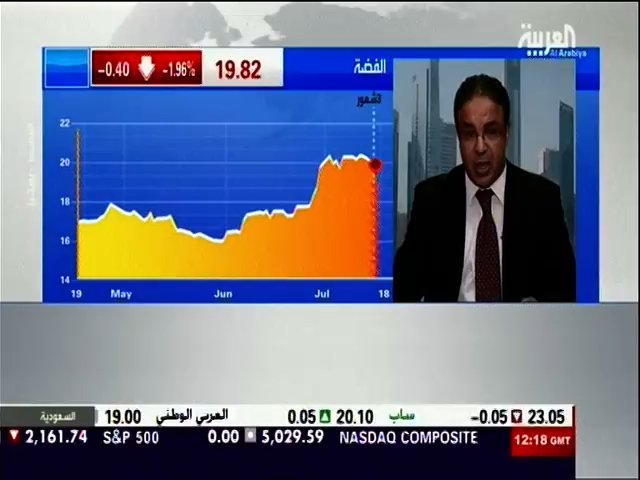 العربية
Al Arabiya
-0.40 -1.96% 19.82 الفضة
3شهور
22
20
18
16
14
19 May Jun Jul 18
السعودية 19.00 العربي الوطني 0.05 20.10 ساب -0.05 23.05
2,161.74 S&P 500 0.00 5,029.59 NASDAQ COMPOSITE 12:18 GMT